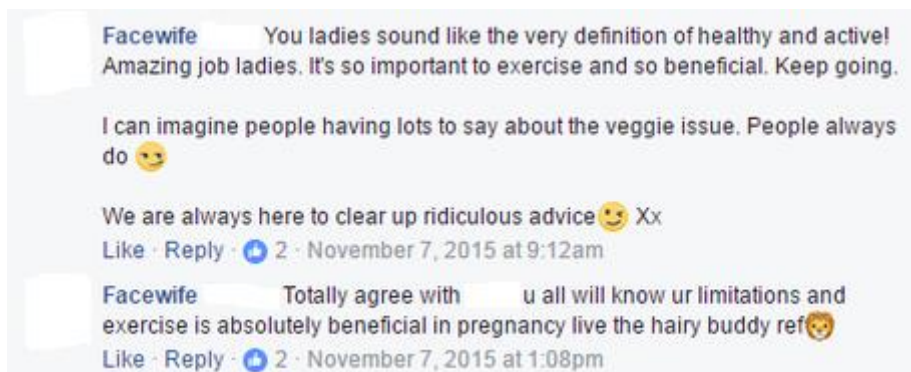 Facewife You ladies sound like the very definition of healthy and active!
Amazing job ladies. It's so important to exercise and so beneficial. Keep going.
I can imagine people having lots to say about the veggie issue. People always
do 😏
We are always here to clear up ridiculous advice😉 Xx
Like · Reply · 2 · November 7, 2015 at 9:12am
Facewife Totally agree with u all will know ur limitations and
exercise is absolutely beneficial in pregnancy live the hairy buddy ref🦁
Like · Reply · 2 · November 7, 2015 at 1:08pm